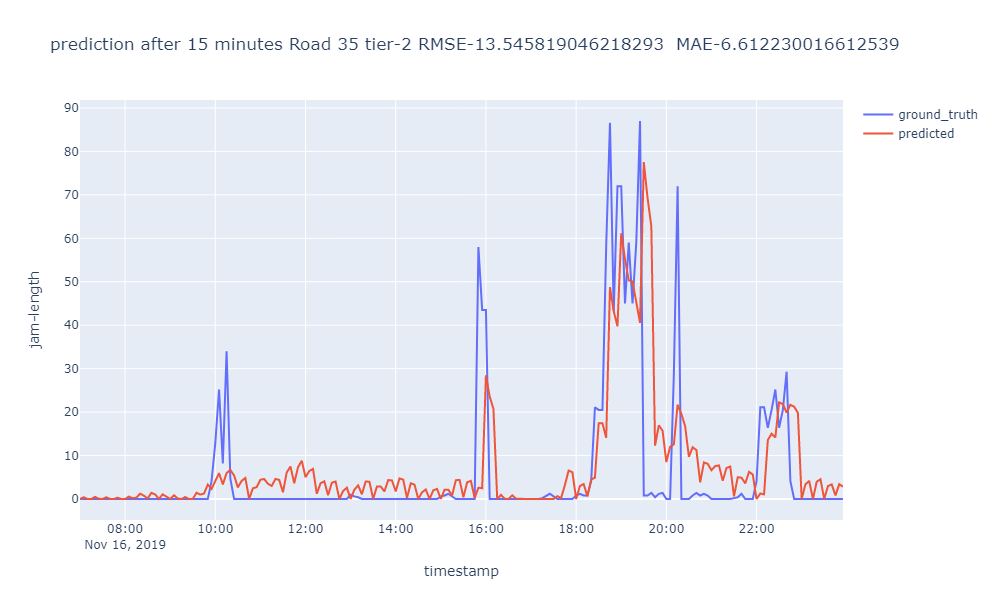 prediction after 15 minutes Road 35 tier-2 RMSE-13.545819046218293  MAE-6.612230016612539
ground_truth
predicted
90
80
70
60
50
40
30
20
10
0
jam-length
08:00 10:00 12:00 14:00 16:00 18:00 20:00 22:00
Nov 16, 2019
timestamp